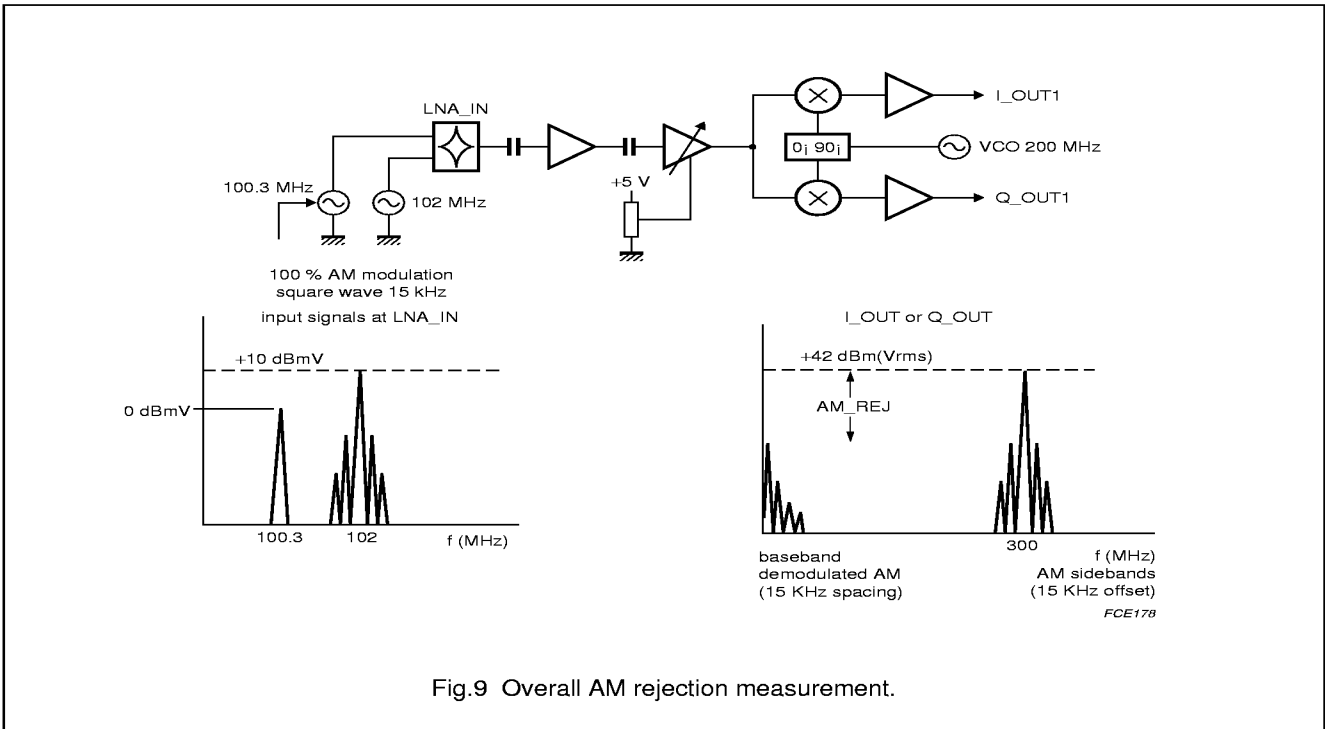 LNA_IN
I_OUT1
0¡ 90¡
VCO 200 MHz
+5 V
100.3 MHz
102 MHz
Q_OUT1
100 % AM modulation
square wave 15 kHz
input signals at LNA_IN
I_OUT or Q_OUT
+10 dBmV
+42 dBm(Vrms)
0 dBmV
AM_REJ
100.3
102
f (MHz)
300
baseband
demodulated AM
(15 KHz spacing)
f (MHz)
AM sidebands
(15 KHz offset)
FCE178
Fig.9 Overall AM rejection measurement.